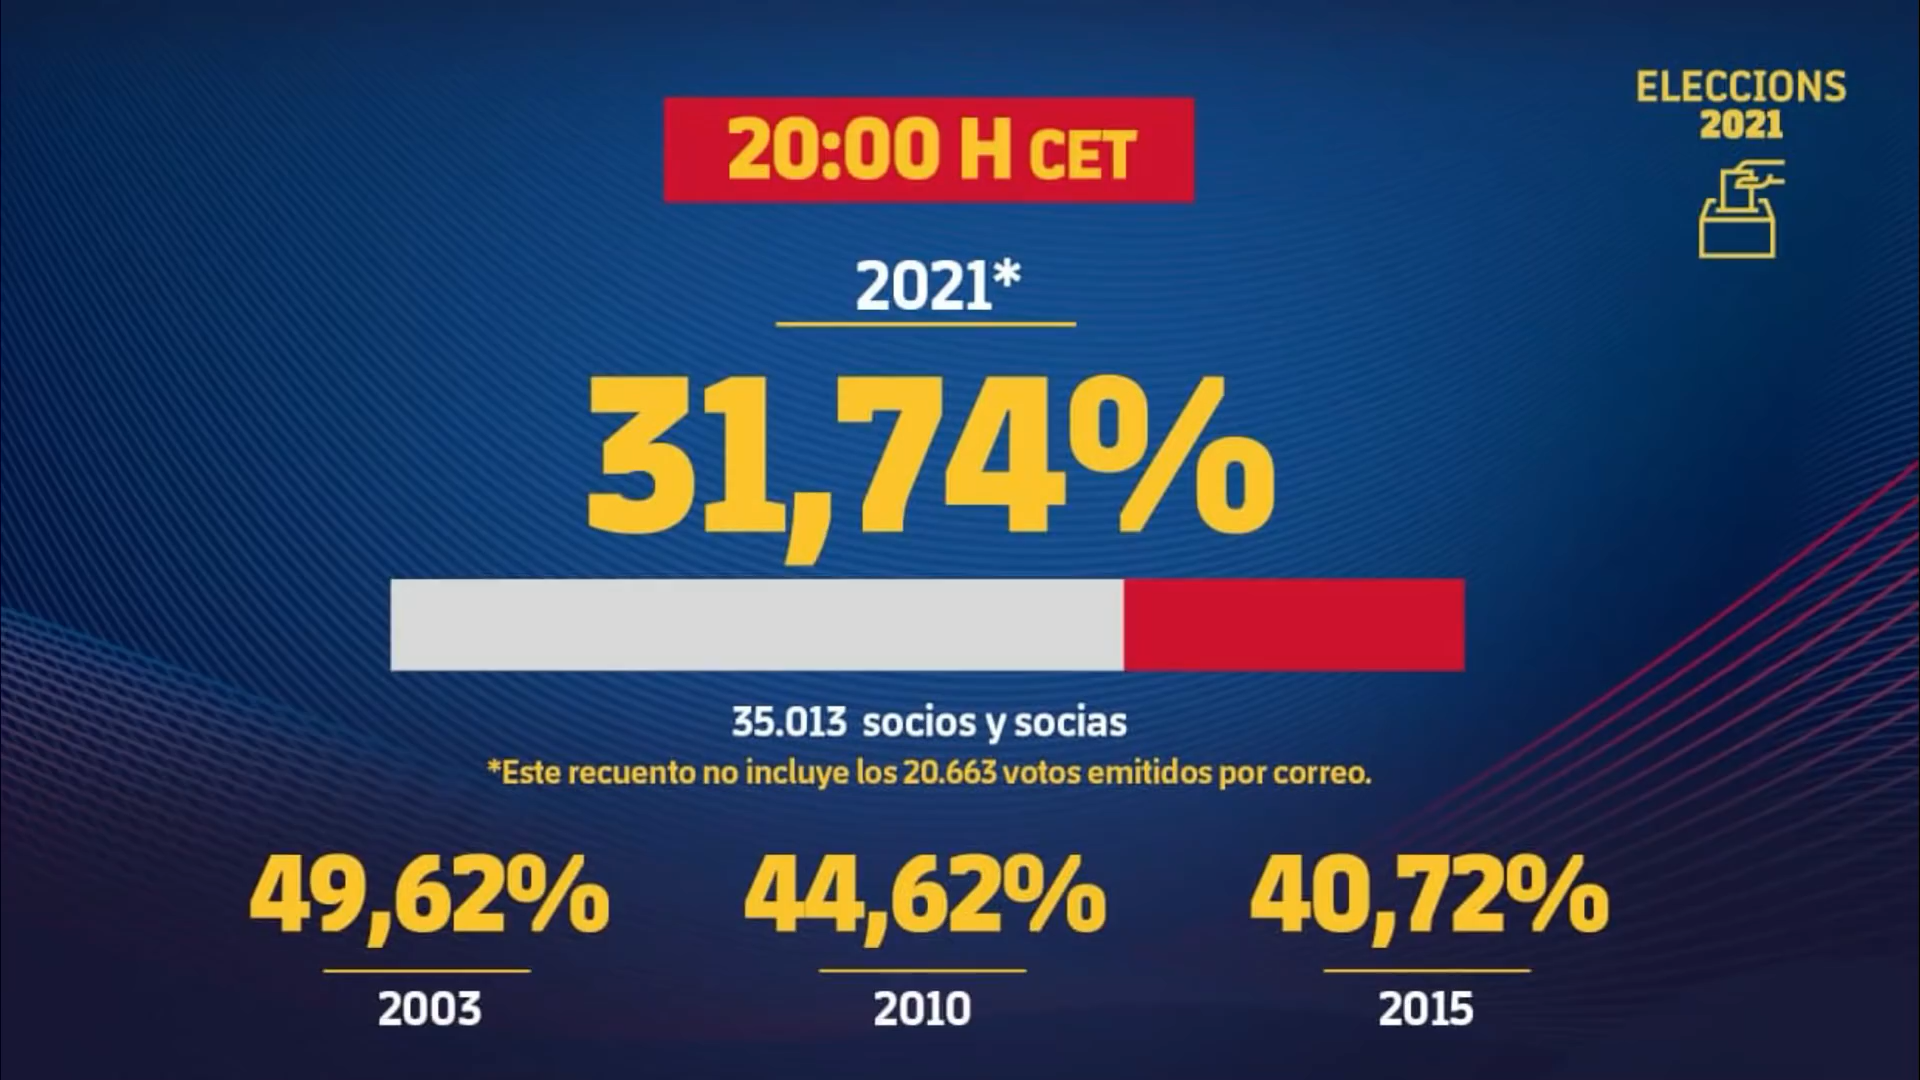 ELECCIONS
2021
20:00 H CET
2021*
31,74%
35.013 socios y socias
*Este recuento no incluye los 20.663 votos emitidos por correo.
49,62% 44,62% 40,72%
2003 2010 2015